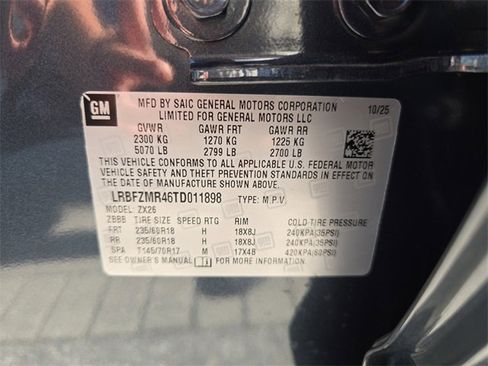 GM
MFD BY SAIC GENERAL MOTORS CORPORATION 10/25
LIMITED FOR GENERAL MOTORS LLC
GVWR GAWR FRT GAWR RR
2300 KG 1270 KG 1225 KG
5070 LB 2799 LB 2700 LB
THIS VEHICLE CONFORMS TO ALL APPLICABLE U.S. FEDERAL MOTOR
VEHICLE SAFETY AND THEFT PREVENTION STANDARDS IN EFFECT ON
THE DATE OF MANUFACTURE SHOWN ABOVE.
LRBFZMR46TD011898 TYPE: M.P.V.
MODEL: ZX26
ZBBB TIRE SIZE SPEED RTG RIM COLD TIRE PRESSURE
FRT 235/60R18 H 18X8J 240KPA(35PSI)
RR 235/60R18 H 18X8J 240KPA(35PSI)
SPA T145/70R17 M 17X4B 420KPA(60PSI)
SEE OWNER'S MANUAL FOR MORE INFORMATION.